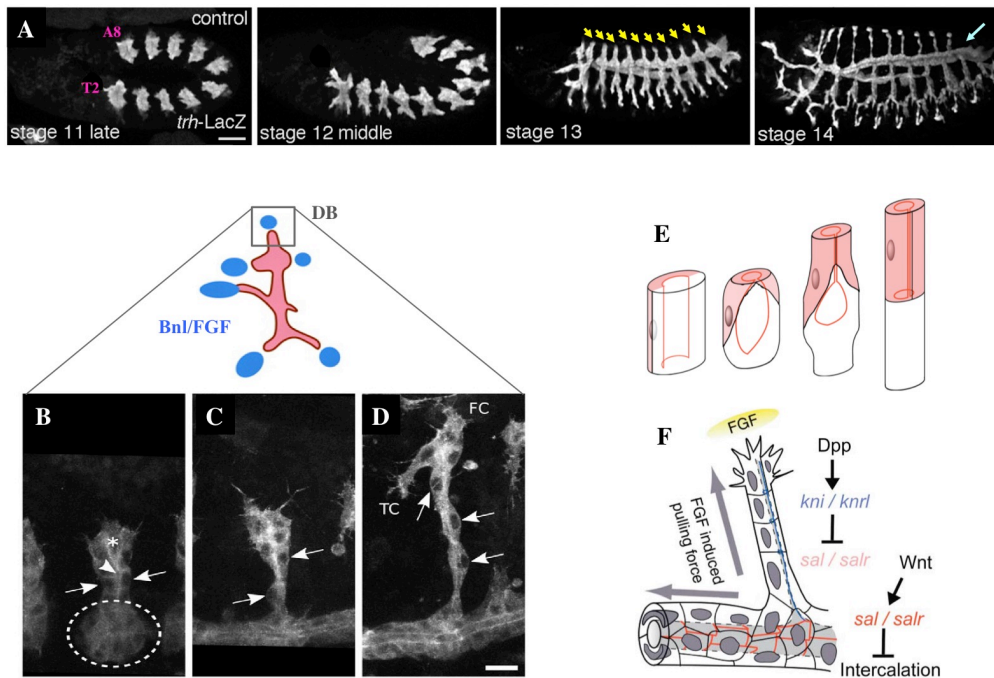 A
A8
control
T2
stage 11 late
trh-LacZ
stage 12 middle
stage 13
stage 14
DB
Bnl/FGF
B
C
D
FC
TC
E
F
FGF
FGF induced
pulling force
Dpp
kni / knrl
sal / salr
Wnt
sal / salr
Intercalation
*